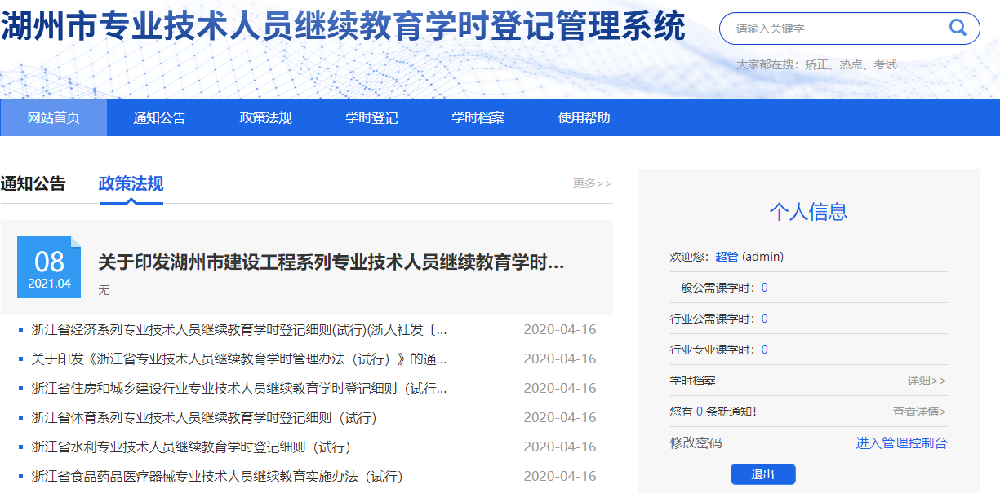 湖州市专业技术人员继续教育学时登记管理系统
请输入关键字
大家都在搜：矫正、热点、考试
网站首页 通知公告 政策法规 学时登记 学时档案 使用帮助
通知公告 政策法规 更多>>
08
2021.04
关于印发湖州市建设工程系列专业技术人员继续教育学时...
无
浙江省经济系列专业技术人员继续教育学时登记细则(试行)(浙人社发〔... 2020-04-16
关于印发《浙江省专业技术人员继续教育学时管理办法（试行）》的通... 2020-04-16
浙江省住房和城乡建设行业专业技术人员继续教育学时登记细则（试行... 2020-04-16
浙江省体育系列专业技术人员继续教育学时登记细则（试行） 2020-04-16
浙江省水利专业技术人员继续教育学时登记细则（试行） 2020-04-16
浙江省食品药品医疗器械专业技术人员继续教育实施办法（试行） 2020-04-16
个人信息
欢迎您：超管 (admin)
一般公需课学时：0
行业公需课学时：0
行业专业课学时：0
学时档案 详细>>
您有 0 条新通知！ 查看详情>
修改密码 进入管理控制台
退出